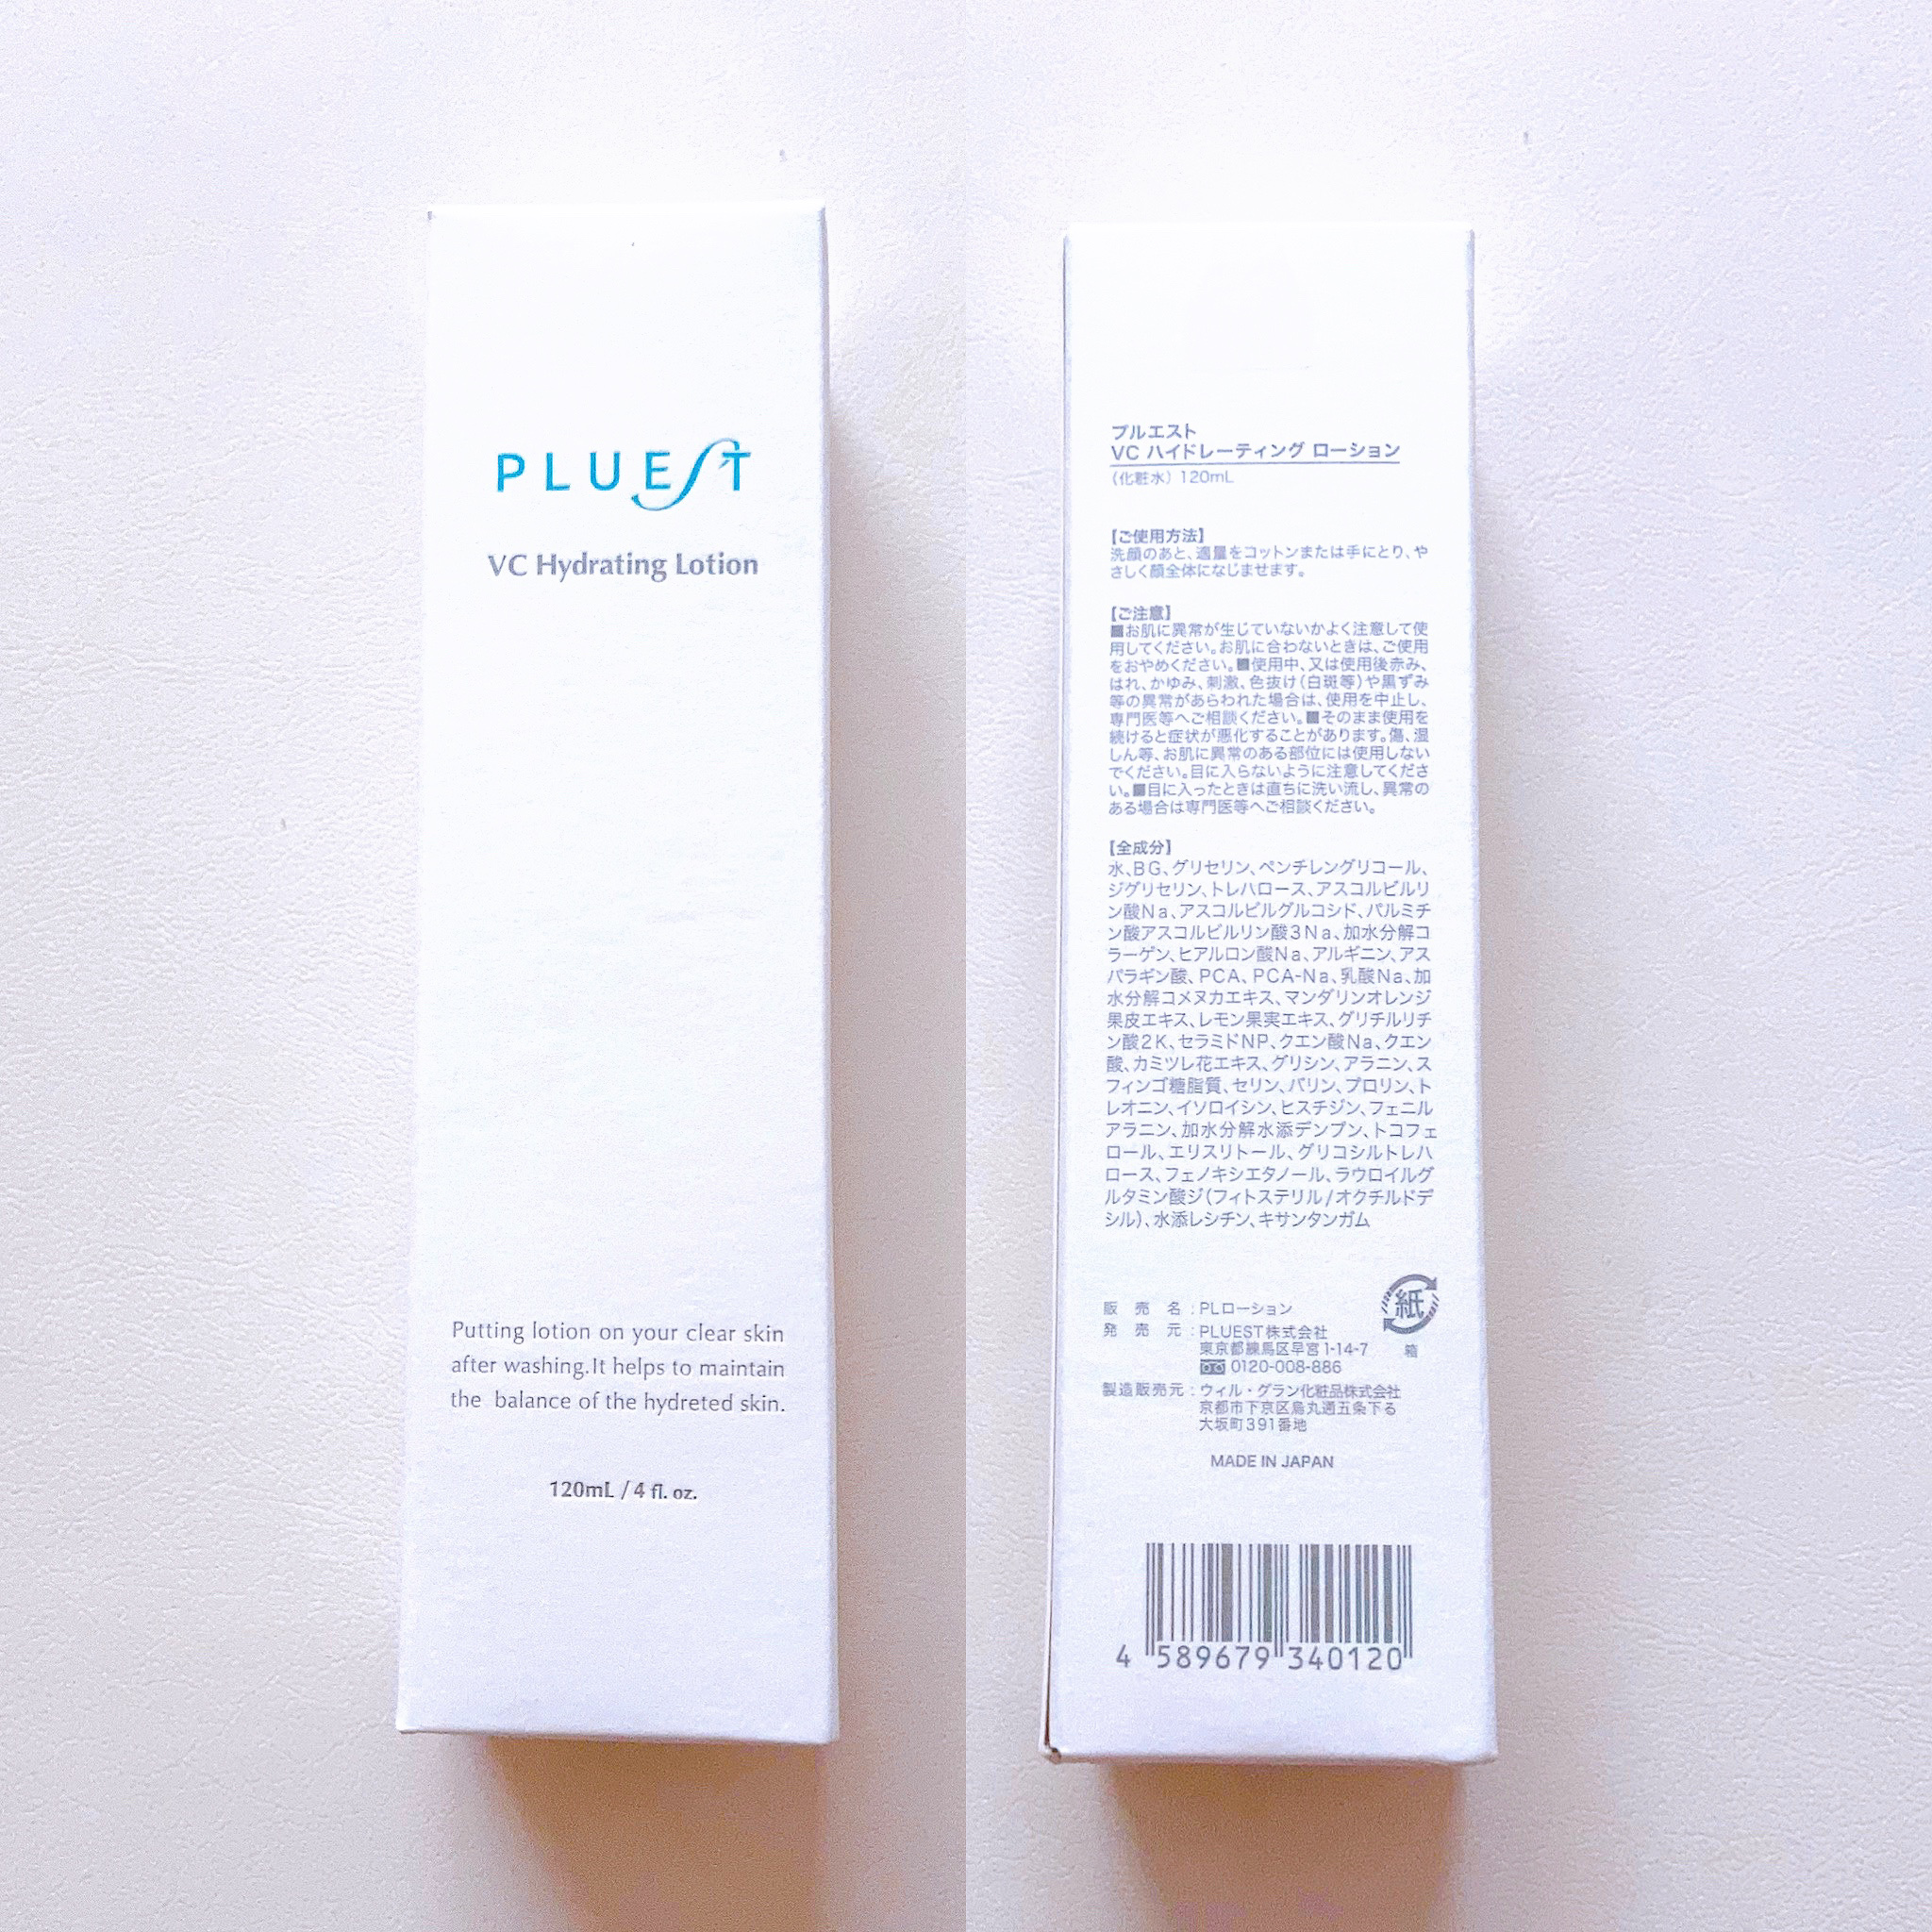 PLUEST
VC Hydrating Lotion
Putting lotion on your clear skin
after washing.It helps to maintain
the balance of the hydreted skin.
120mL / 4 fl. oz.
プルエスト
VC ハイドレーティング ローション
（化粧水） 120mL
【ご使用方法】
洗顔のあと、適量をコットンまたは手にとり、や
さしく顔全体になじませます。
【ご注意】
■お肌に異常が生じていないかよく注意して使
用してください。お肌に合わないときは、ご使用
をおやめください。■使用中、又は使用後赤み、
はれ、かゆみ、刺激、色抜け（白斑等）や黒ずみ
等の異常があらわれた場合は、使用を中止し、
専門医等へご相談ください。■そのまま使用を
続けると症状が悪化することがあります。傷、湿
しん等、お肌に異常のある部位には使用しない
でください。目に入らないように注意してくださ
い。■目に入ったときは直ちに洗い流し、異常の
ある場合は専門医等へご相談ください。
【全成分】
水、BG、グリセリン、ペンチレングリコール、
ジグリセリン、トレハロース、アスコルビルリ
ン酸Na、アスコルビルグルコシド、パルミチ
ン酸アスコルビルリン酸3Na、加水分解コ
ラーゲン、ヒアルロン酸Na、アルギニン、アス
パラギン酸、PCA、PCA-Na、乳酸Na、加
水分解コメヌカエキス、マンダリンオレンジ
果皮エキス、レモン果実エキス、グリチルリチ
ン酸2K、セラミドNP、クエン酸Na、クエン
酸、カミツレ花エキス、グリシン、アラニン、ス
フィンゴ糖脂質、セリン、バリン、プロリン、ト
レオニン、イソロイシン、ヒスチジン、フェニル
アラニン、加水分解水添デンプン、トコフェ
ロール、エリスリトール、グリコシルトレハ
ロース、フェノキシエタノール、ラウロイルグ
ルタミン酸ジ（フィトステリル/オクチルドデ
シル）、水添レシチン、キサンタンガム
販売名：PLローション
発売元：PLUEST株式会社
東京都練馬区早宮1-14-7
0120-008-886
紙
箱
製造販売元：ウィル・グラン化粧品株式会社
京都市下京区烏丸通五条下る
大坂町391番地
MADE IN JAPAN
4 589679 340120